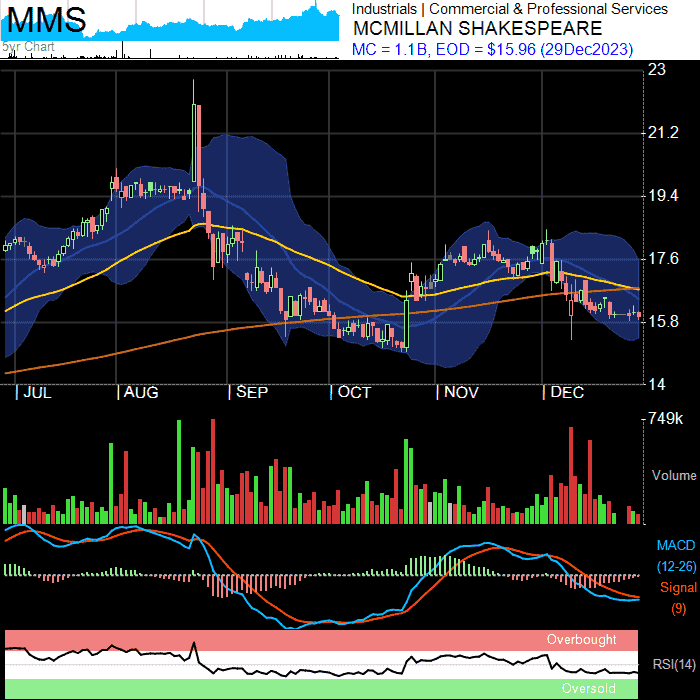 MMS
5yr Chart
Industrials | Commercial & Professional Services
MCMILLAN SHAKESPEARE
MC = 1.1B, EOD = $15.96 (29Dec2023)
23
21.2
19.4
17.6
15.8
14
| JUL | AUG | SEP | OCT | NOV | DEC
749k
Volume
MACD
(12-26)
Signal
(9)
Overbought
RSI(14)
Oversold